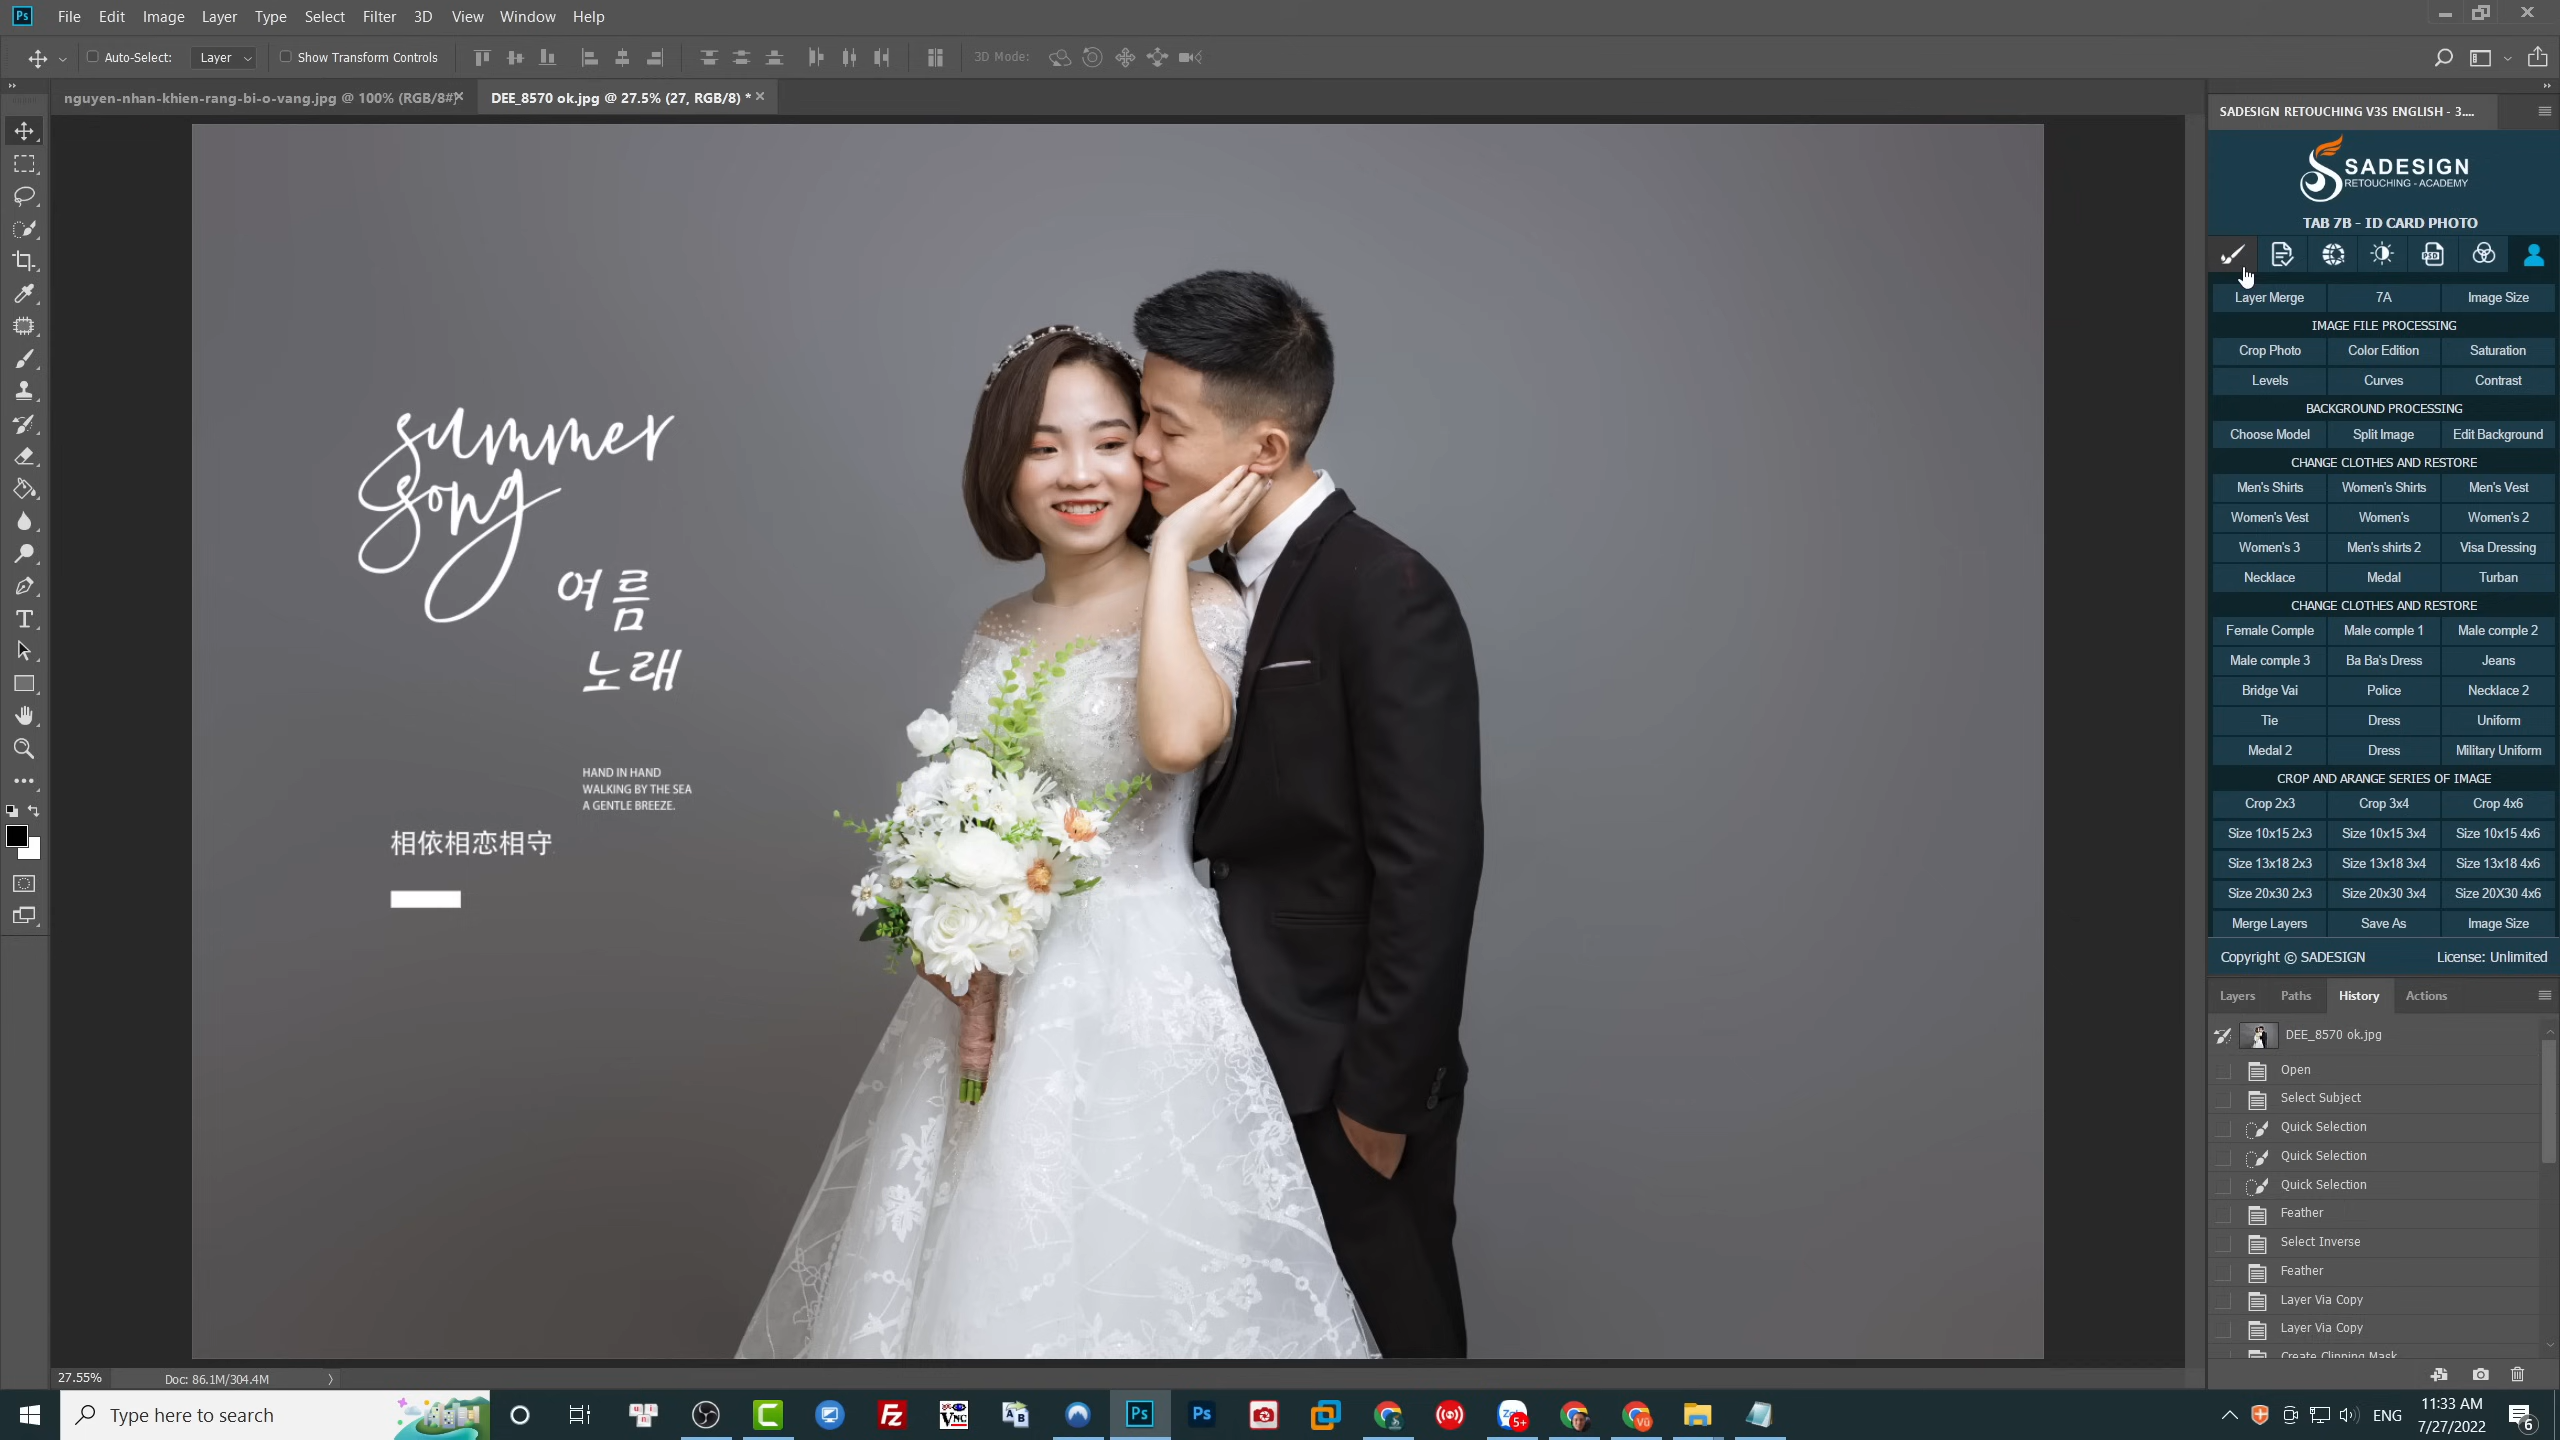 File Edit Image Layer Type Select Filter 3D View Window Help
Auto-Select: Layer Show Transform Controls 3D Mode:
nguyen-nhan-khien-rang-bi-o-vang.jpg @ 100% (RGB/8#) DEE_8570 ok.jpg @ 27.5% (27, RGB/8) *
summer
song
여름
노래
HAND IN HAND
WALKING BY THE SEA
A GENTLE BREEZE.
相依相恋相守
SADESIGN RETOUCHING V3S ENGLISH - 3....
SADESIGN
RETOUCHING - ACADEMY
TAB 7B - ID CARD PHOTO
Layer Merge 7A Image Size
IMAGE FILE PROCESSING
Crop Photo Color Edition Saturation
Levels Curves Contrast
BACKGROUND PROCESSING
Choose Model Split Image Edit Background
CHANGE CLOTHES AND RESTORE
Men's Shirts Women's Shirts Men's Vest
Women's Vest Women's Women's 2
Women's 3 Men's shirts 2 Visa Dressing
Necklace Medal Turban
CHANGE CLOTHES AND RESTORE
Female Comple Male comple 1 Male comple 2
Male comple 3 Ba Ba's Dress Jeans
Bridge Vai Police Necklace 2
Tie Dress Uniform
Medal 2 Dress Military Uniform
CROP AND ARANGE SERIES OF IMAGE
Crop 2x3 Crop 3x4 Crop 4x6
Size 10x15 2x3 Size 10x15 3x4 Size 10x15 4x6
Size 13x18 2x3 Size 13x18 3x4 Size 13x18 4x6
Size 20x30 2x3 Size 20x30 3x4 Size 20X30 4x6
Merge Layers Save As Image Size
Copyright © SADESIGN License: Unlimited
Layers Paths History Actions
DEE_8570 ok.jpg
Open
Select Subject
Quick Selection
Quick Selection
Quick Selection
Feather
Select Inverse
Feather
Layer Via Copy
Layer Via Copy
Create Clipping Mask
27.55% Doc: 86.1M/304.4M
Type here to search
ENG
11:33 AM
7/27/2022